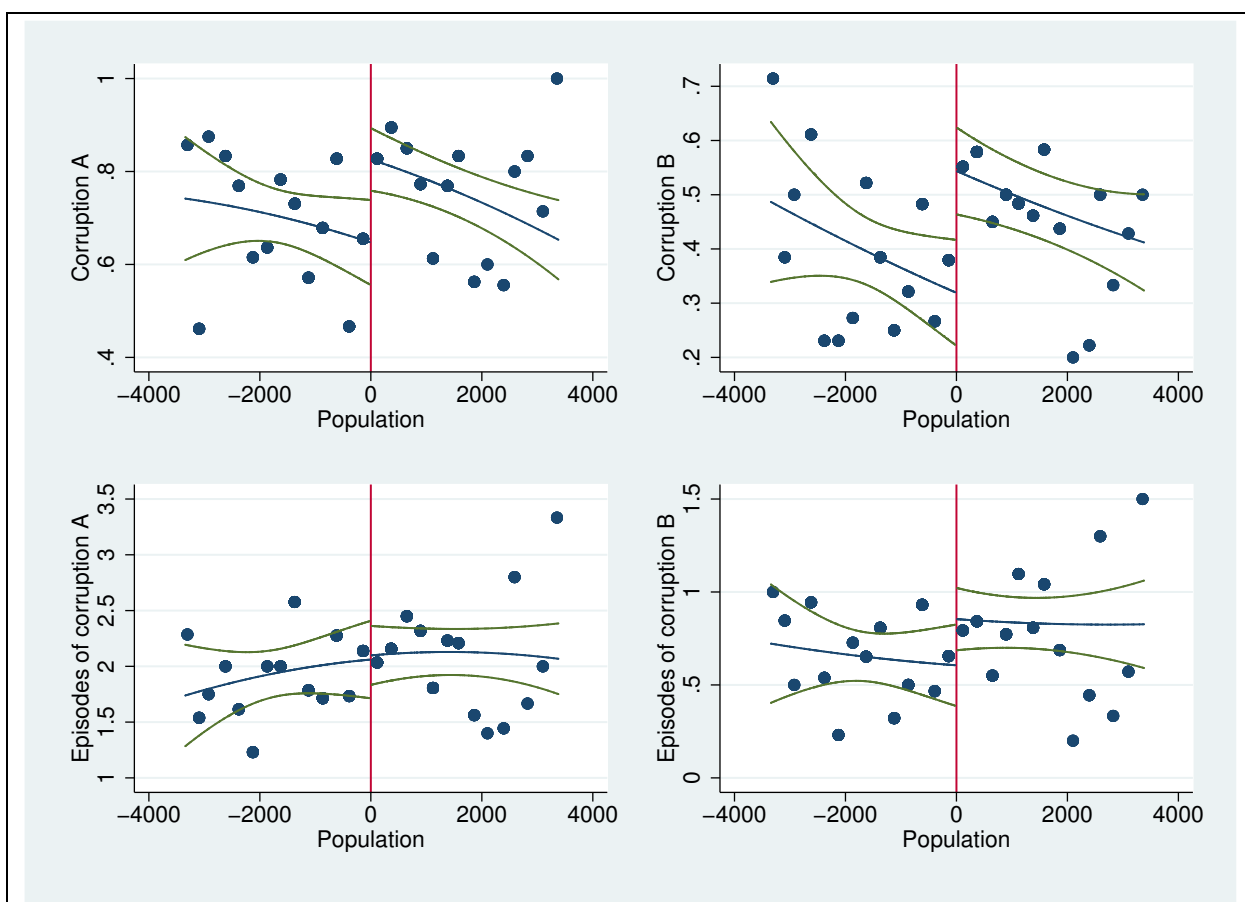 Corruption A
1
.8
.6
.4
−4000 −2000 0 2000 4000
Population
Corruption B
.7
.6
.5
.4
.3
.2
−4000 −2000 0 2000 4000
Population
Episodes of corruption A
3.5
3
2.5
2
1.5
1
−4000 −2000 0 2000 4000
Population
Episodes of corruption B
1.5
1
.5
0
−4000 −2000 0 2000 4000
Population